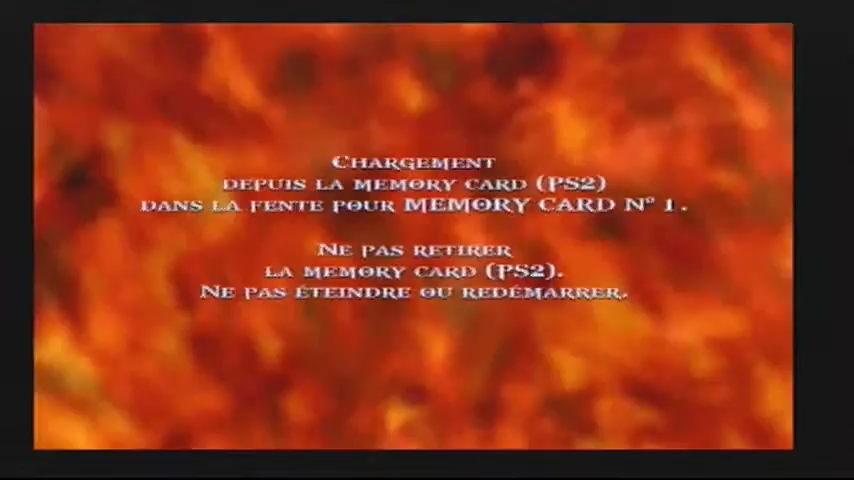 Chargement
depuis la memory card (PS2)
dans la fente pour MEMORY CARD N° 1.
Ne pas retirer
la memory card (PS2).
Ne pas éteindre ou redémarrer.